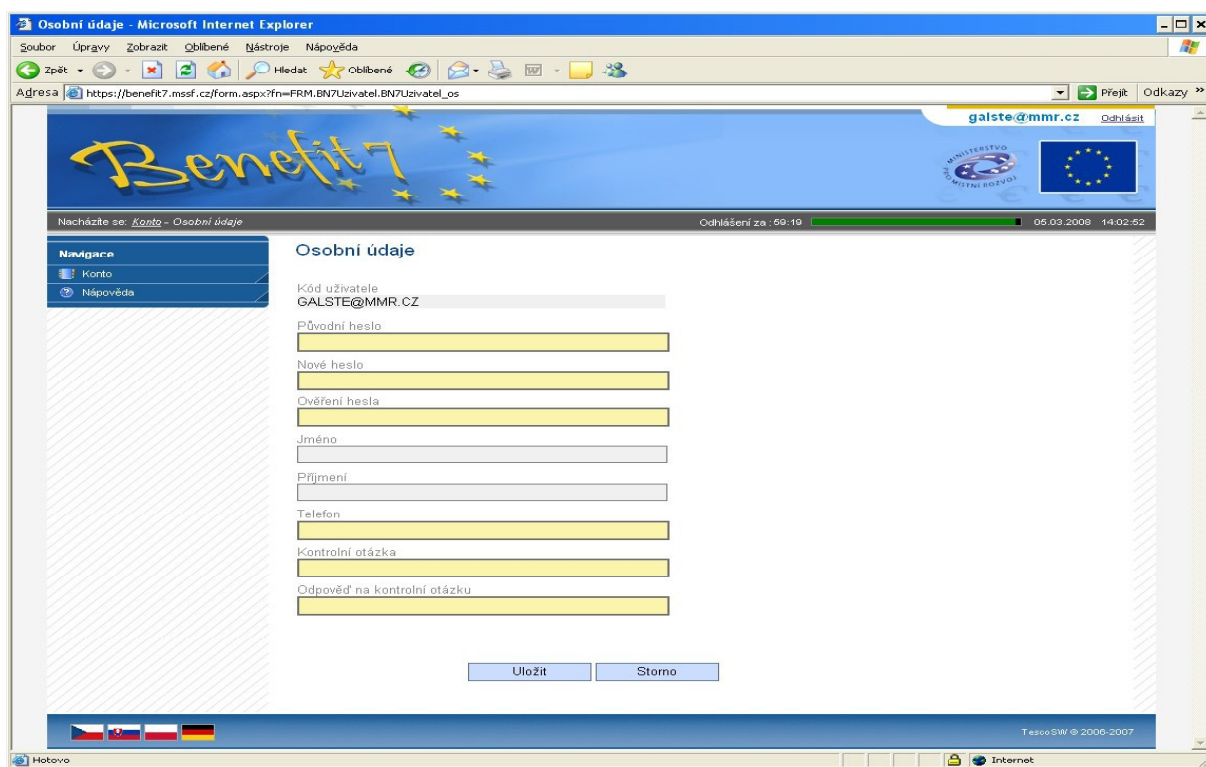 Osobní údaje - Microsoft Internet Explorer
Soubor Úpravy Zobrazit Oblíbené Nástroje Nápověda
Zpět Hledat Oblíbené
Adresa https://benefit7.mssf.cz/form.aspx?fn=FRM.BN7Uzivatel.BN7Uzivatel_os Přejít Odkazy »
galste@mmr.cz Odhlásit
Benefit7
MINISTERSTVO PRO MÍSTNÍ ROZVOJ
Nacházíte se: Konto - Osobní údaje Odhlášení za :59:19 05.03.2008 14:02:52
Navigace
Konto
Nápověda
Osobní údaje
Kód uživatele
GALSTE@MMR.CZ
Původní heslo
Nové heslo
Ověření hesla
Jméno
Příjmení
Telefon
Kontrolní otázka
Odpověď na kontrolní otázku
Uložit Storno
TescoSW © 2006-2007
Hotovo Internet